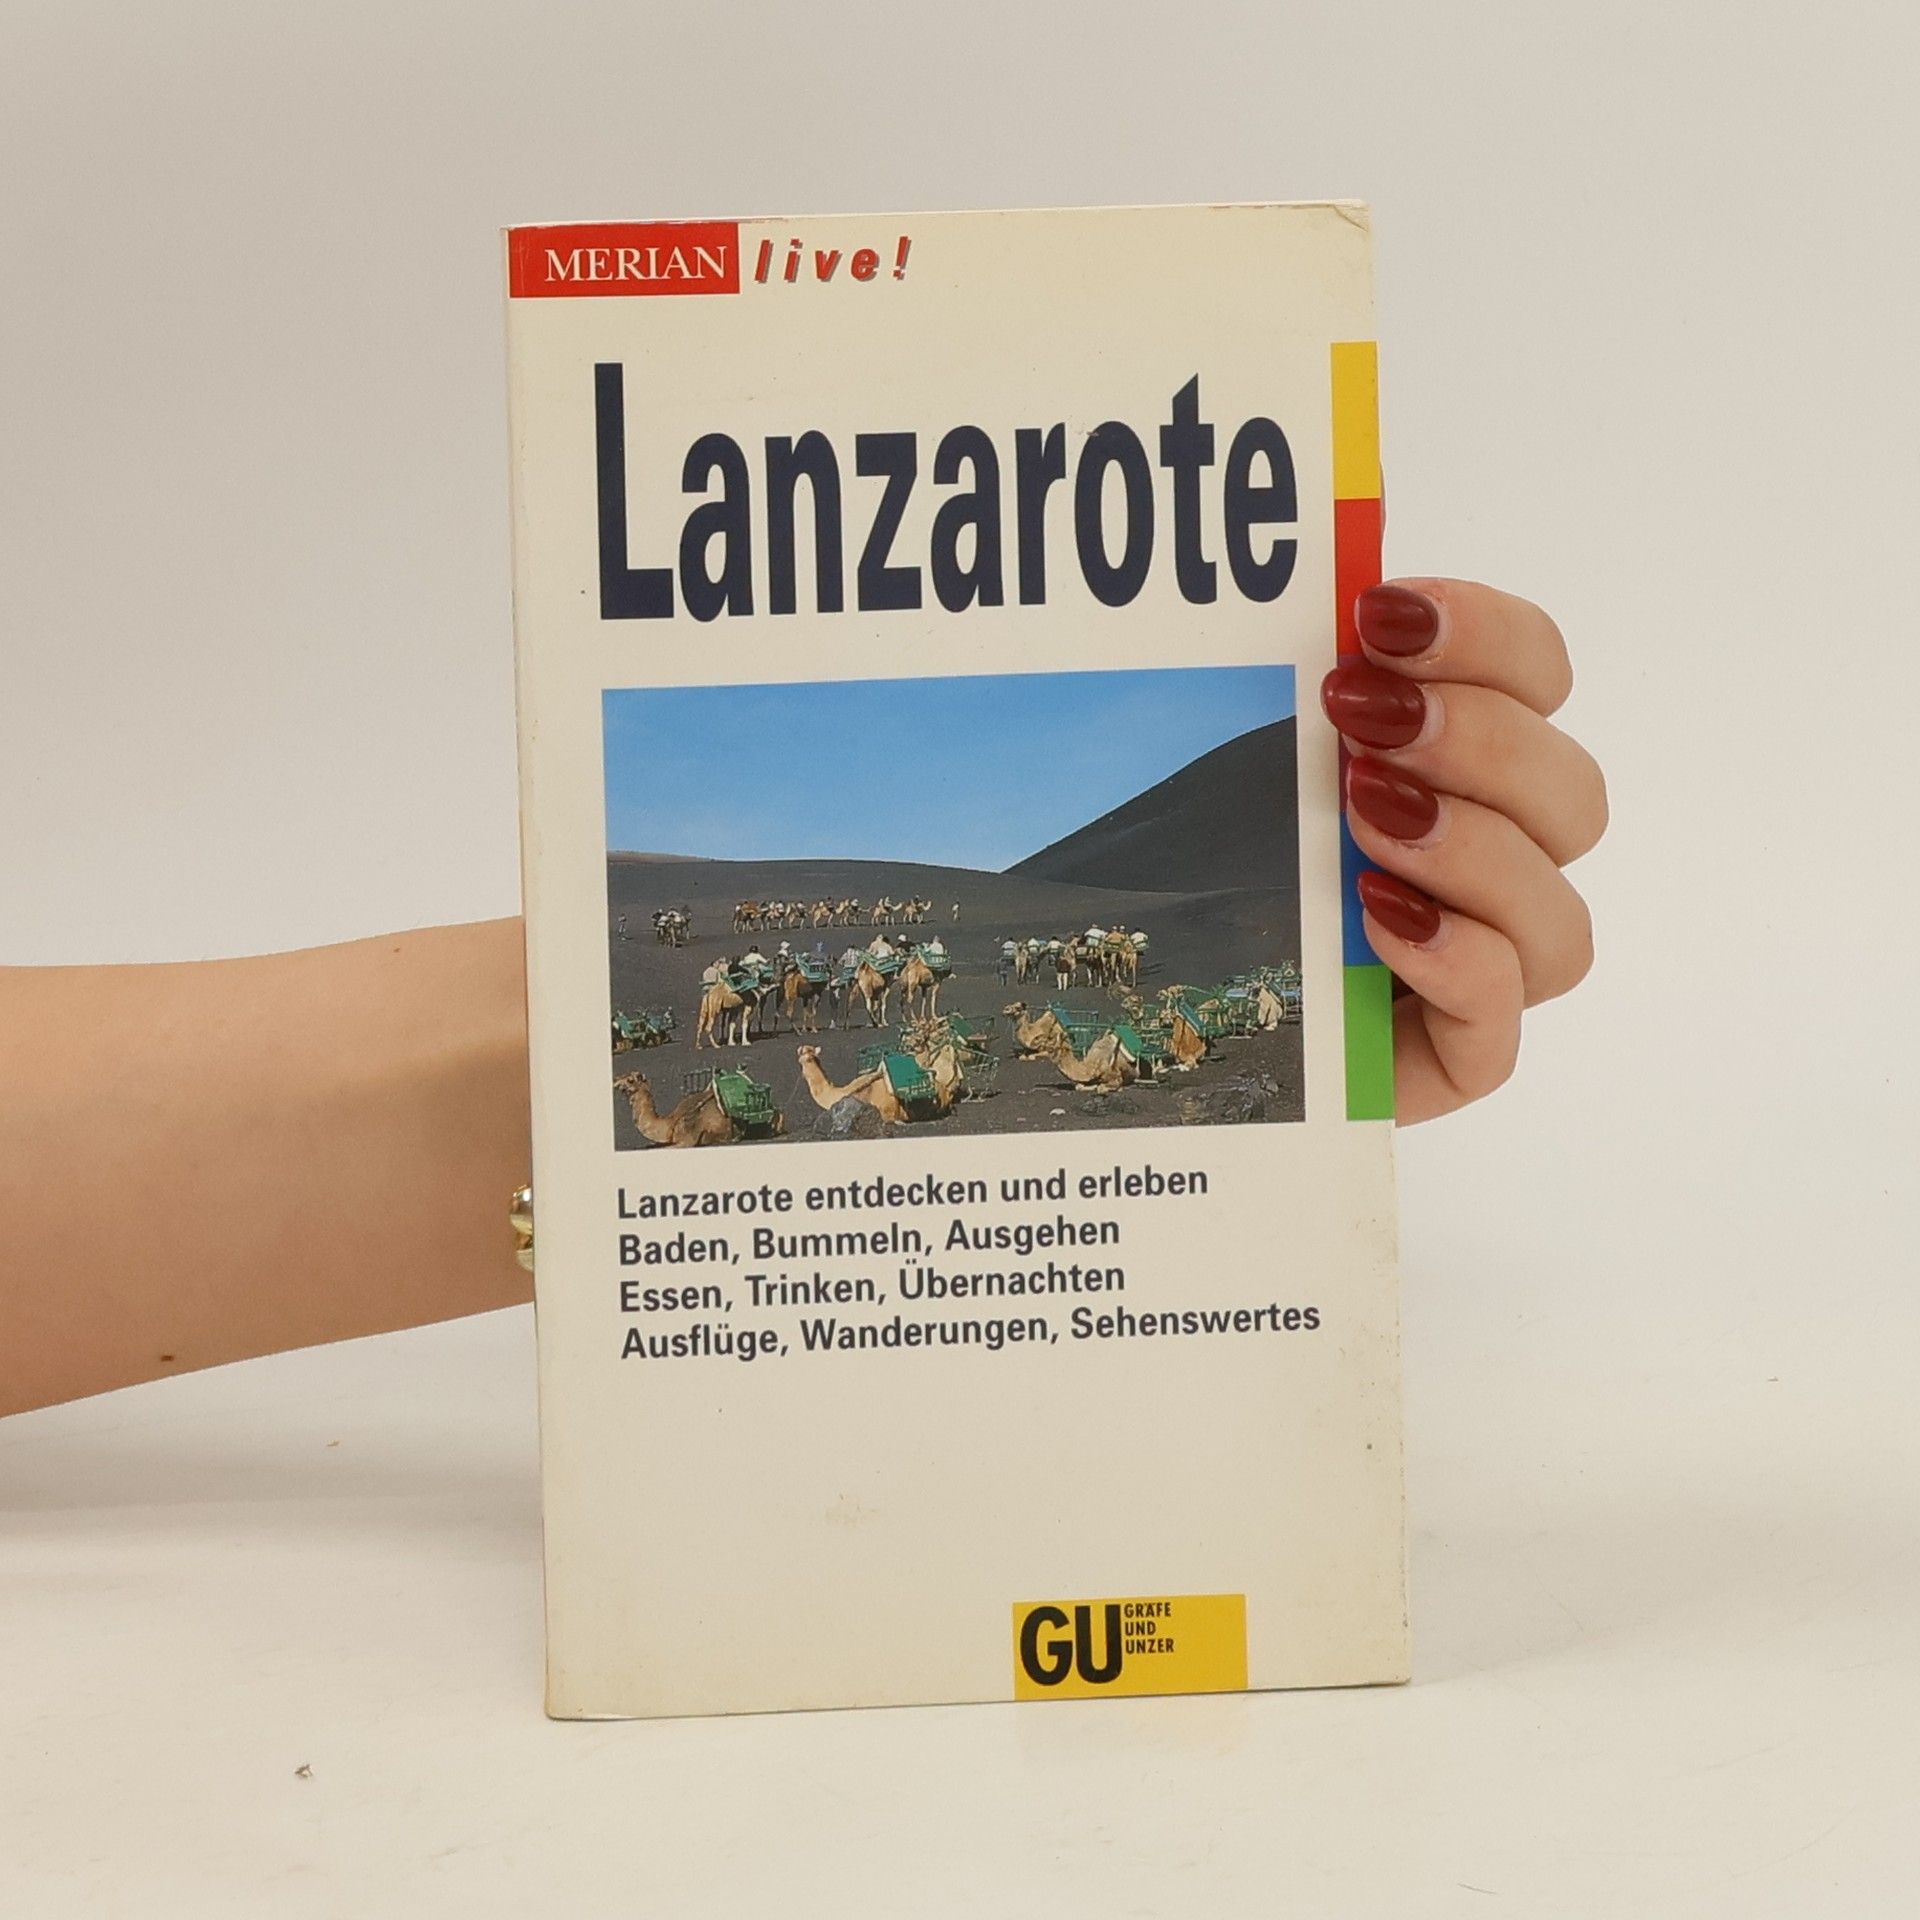 MERIAN live!
Lanzarote
Lanzarote entdecken und erleben
Baden, Bummeln, Ausgehen
Essen, Trinken, Übernachten
Ausflüge, Wanderungen, Sehenswertes
GU GRÄFE
UND
UNZER